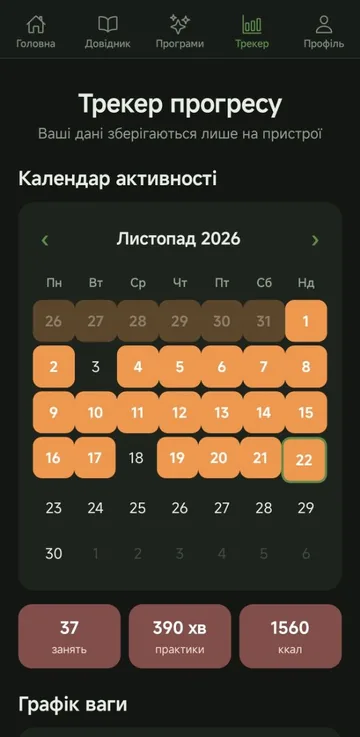 Головна Довідник Програми Трекер Профіль
Трекер прогресу
Ваші дані зберігаються лише на пристрої
Календар активності
‹ Листопад 2026 ›
Пн Вт Ср Чт Пт Сб Нд
26 27 28 29 30 31 1
2 3 4 5 6 7 8
9 10 11 12 13 14 15
16 17 18 19 20 21 22
23 24 25 26 27 28 29
30 1 2 3 4 5 6
37 390 хв 1560
занять практики ккал
Графік ваги